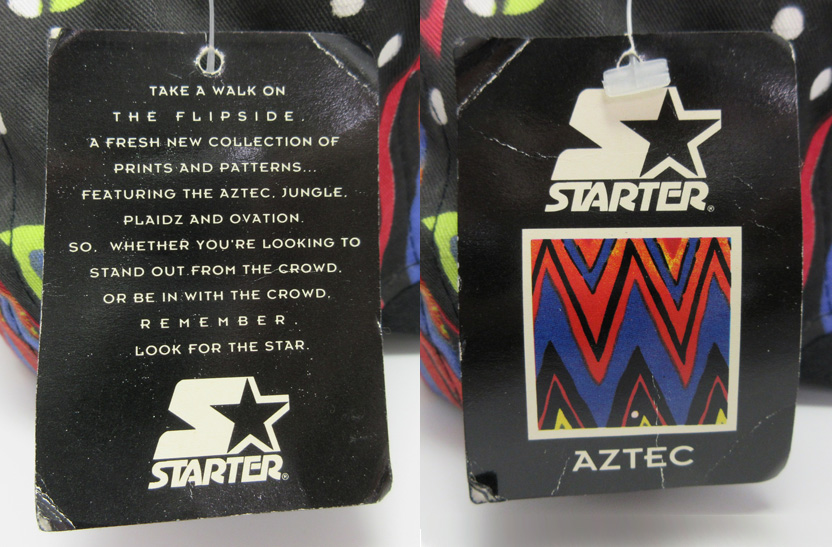 TAKE A WALK ON
THE FLIPSIDE.
A FRESH NEW COLLECTION OF
PRINTS AND PATTERNS...
FEATURING THE AZTEC, JUNGLE,
PLAIDZ AND OVATION.
SO, WHETHER YOU'RE LOOKING TO
STAND OUT FROM THE CROWD,
OR BE IN WITH THE CROWD,
REMEMBER,
LOOK FOR THE STAR.
STARTER®
STARTER®
AZTEC